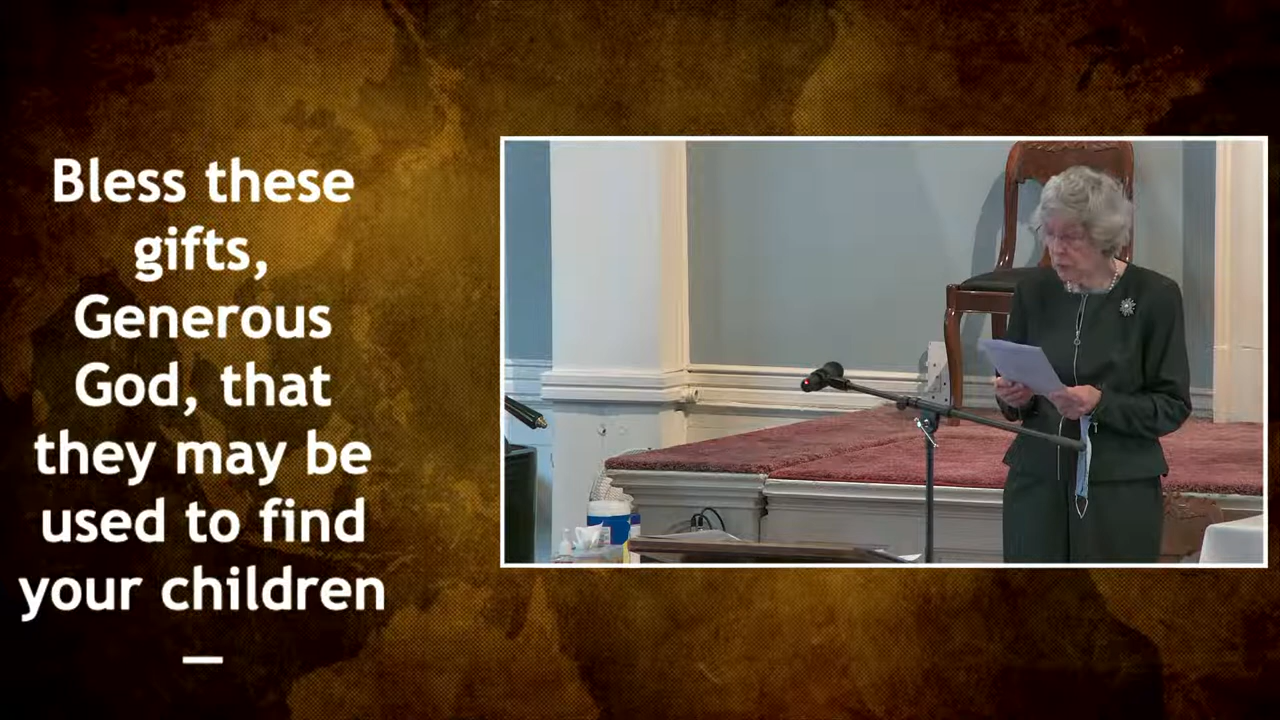 Bless these
gifts,
Generous
God, that
they may be
used to find
your children
–